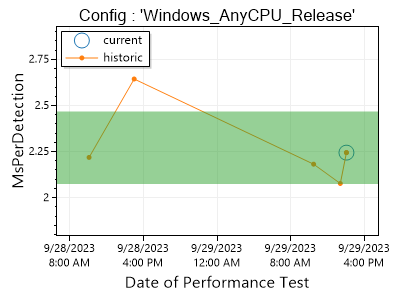 Config : 'Windows_AnyCPU_Release'
current
historic
MsPerDetection
2.75
2.5
2.25
2
9/28/2023 9/28/2023 9/29/2023 9/29/2023 9/29/2023
8:00 AM 4:00 PM 12:00 AM 8:00 AM 4:00 PM
Date of Performance Test